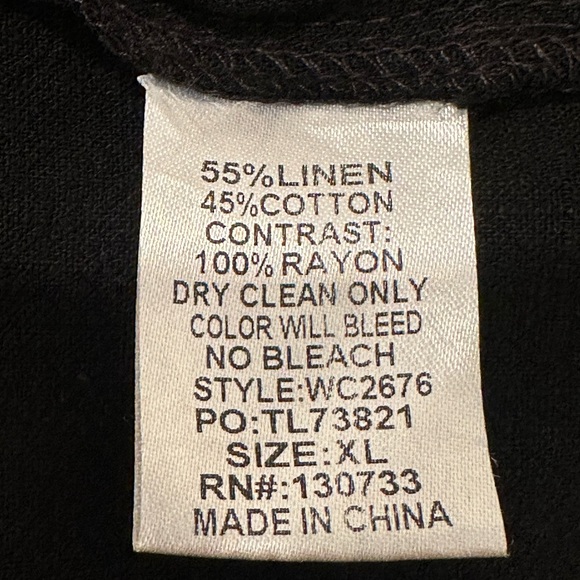 55%LINEN
45%COTTON
CONTRAST:
100% RAYON
DRY CLEAN ONLY
COLOR WILL BLEED
NO BLEACH
STYLE:WC2676
PO:TL73821
SIZE:XL
RN#:130733
MADE IN CHINA